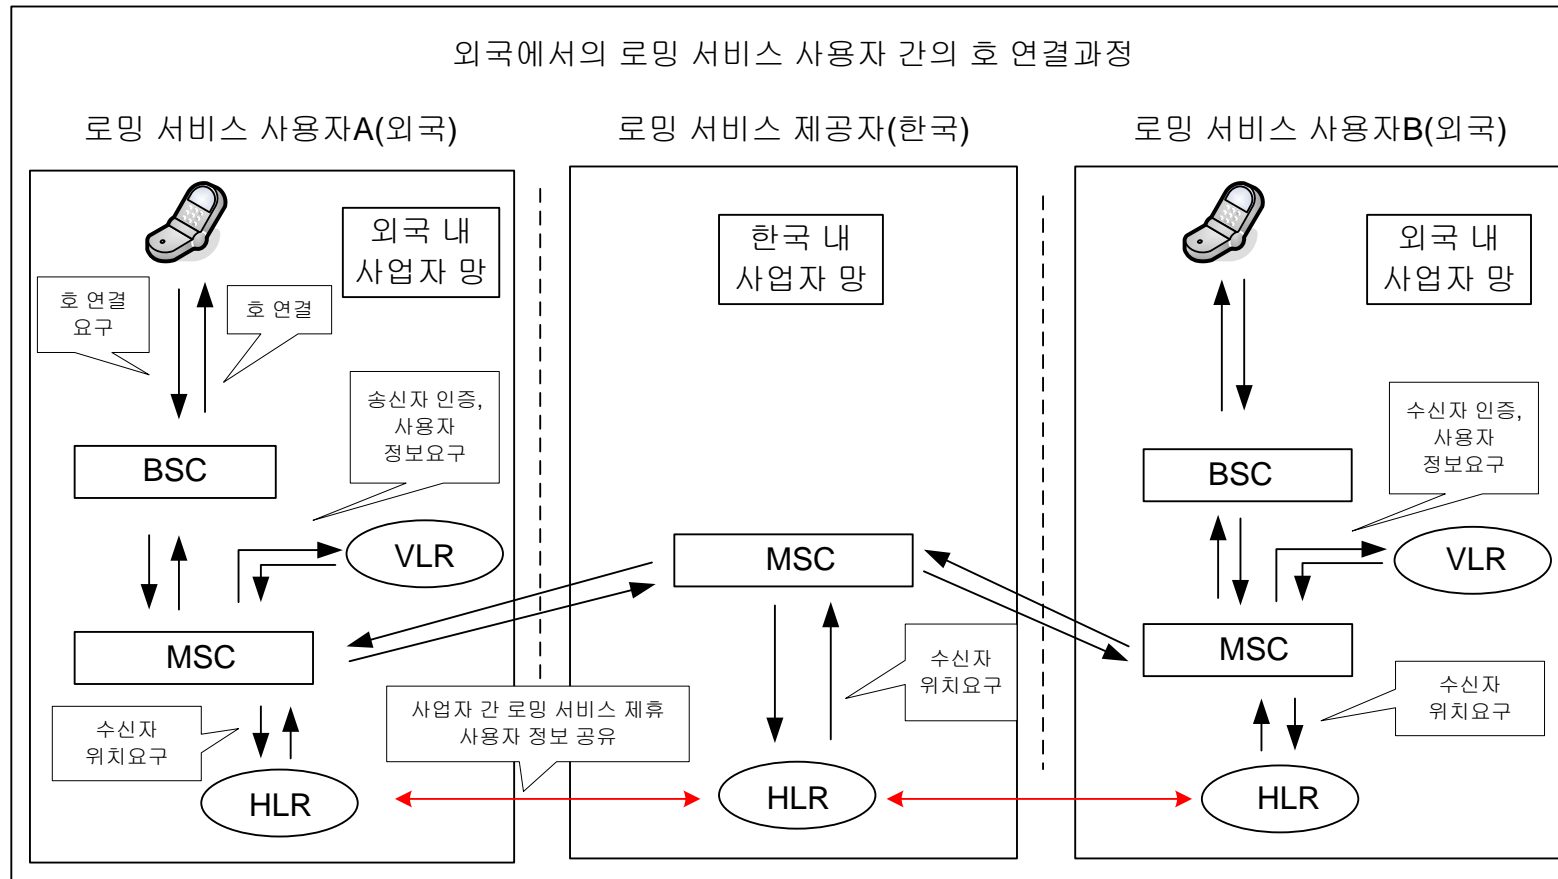 외국에서의 로밍 서비스 사용자 간의 호 연결과정
로밍 서비스 사용자A(외국)
외국 내
사업자 망
호 연결
요구
호 연결
송신자 인증,
사용자
정보요구
BSC
VLR
MSC
수신자
위치요구
HLR
사업자 간 로밍 서비스 제휴
사용자 정보 공유
로밍 서비스 제공자(한국)
한국 내
사업자 망
MSC
수신자
위치요구
HLR
로밍 서비스 사용자B(외국)
외국 내
사업자 망
수신자 인증,
사용자
정보요구
BSC
VLR
MSC
수신자
위치요구
HLR